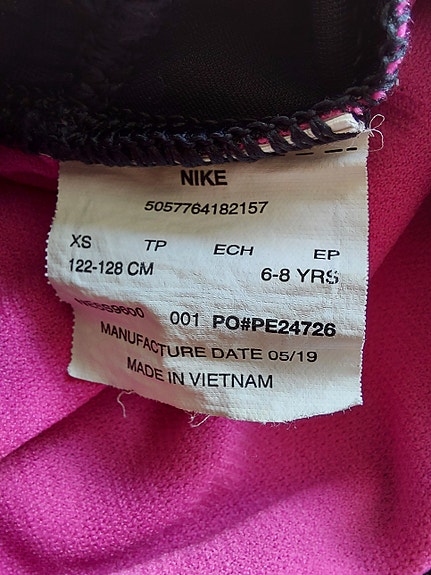 NIKE
5057764182157
XS TP ECH EP
122-128 CM 6-8 YRS
001 PO#PE24726
MANUFACTURE DATE 05/19
MADE IN VIETNAM